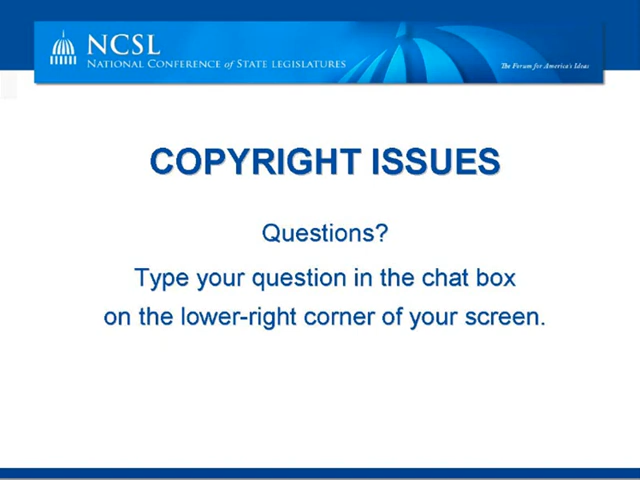 NCSL
NATIONAL CONFERENCE of STATE LEGISLATURES
The Forum for America's Ideas
COPYRIGHT ISSUES
Questions?
Type your question in the chat box
on the lower-right corner of your screen.